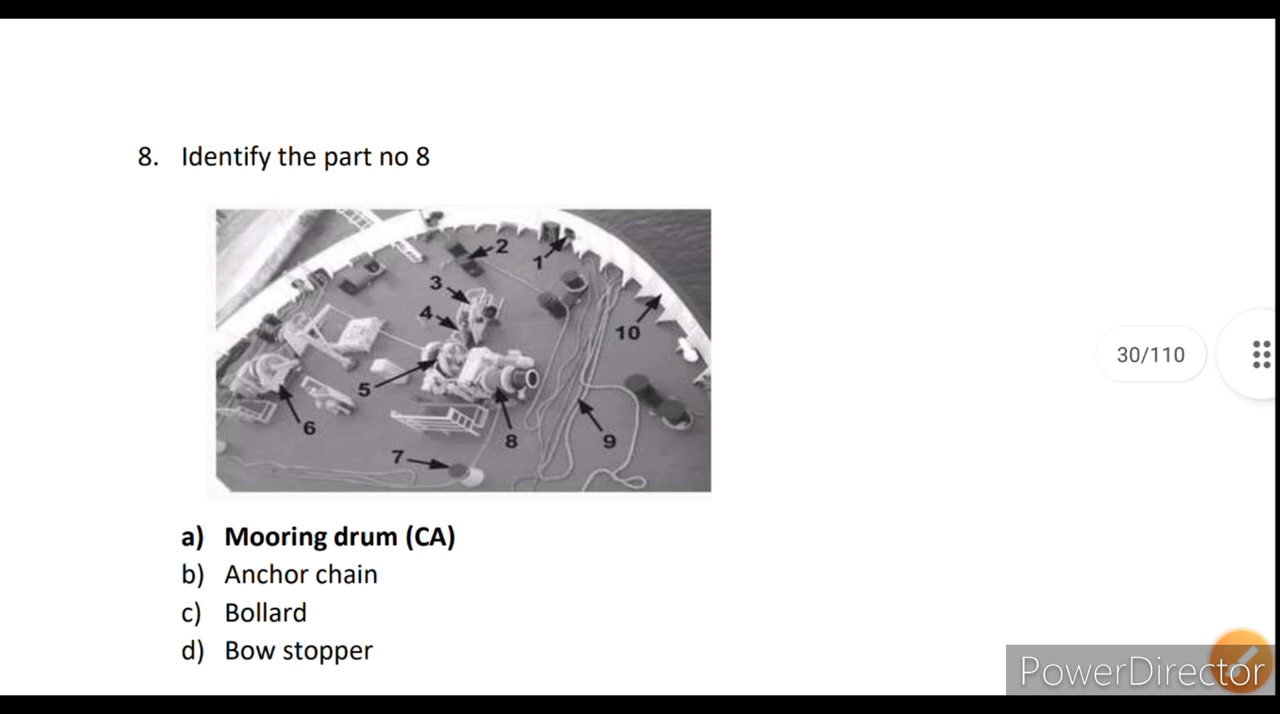 8. Identify the part no 8
2
1
3
4
10
5
6
8
9
7
30/110
a) Mooring drum (CA)
b) Anchor chain
c) Bollard
d) Bow stopper
PowerDirector